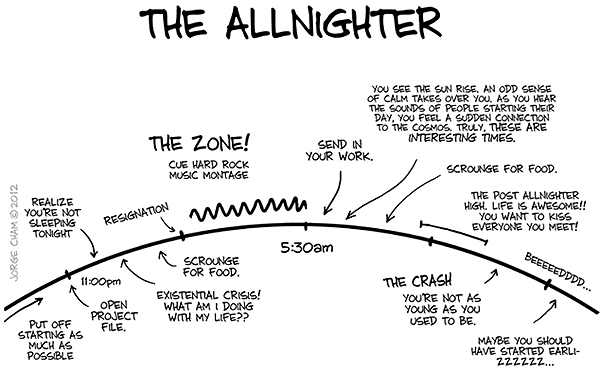 THE ALLNIGHTER
YOU SEE THE SUN RISE. AN ODD SENSE
OF CALM TAKES OVER YOU. AS YOU HEAR
THE SOUNDS OF PEOPLE STARTING THEIR
DAY, YOU FEEL A SUDDEN CONNECTION
TO THE COSMOS. TRULY, THESE ARE
INTERESTING TIMES.
THE ZONE!
CUE HARD ROCK
MUSIC MONTAGE
SEND IN
YOUR WORK.
SCROUNGE FOR FOOD.
REALIZE
YOU'RE NOT
SLEEPING
TONIGHT
RESIGNATION
THE POST ALLNIGHTER
HIGH. LIFE IS AWESOME!!
YOU WANT TO KISS
EVERYONE YOU MEET!
JORGE CHAM © 2012
5:30am
11:00pm
SCROUNGE
FOR FOOD.
BEEEEEDDDD...
THE CRASH
YOU'RE NOT AS
YOUNG AS YOU
USED TO BE.
EXISTENTIAL CRISIS!
WHAT AM I DOING
WITH MY LIFE??
OPEN
PROJECT
FILE.
PUT OFF
STARTING AS
MUCH AS
POSSIBLE
MAYBE YOU SHOULD
HAVE STARTED EARLI-
ZZZZZZ...